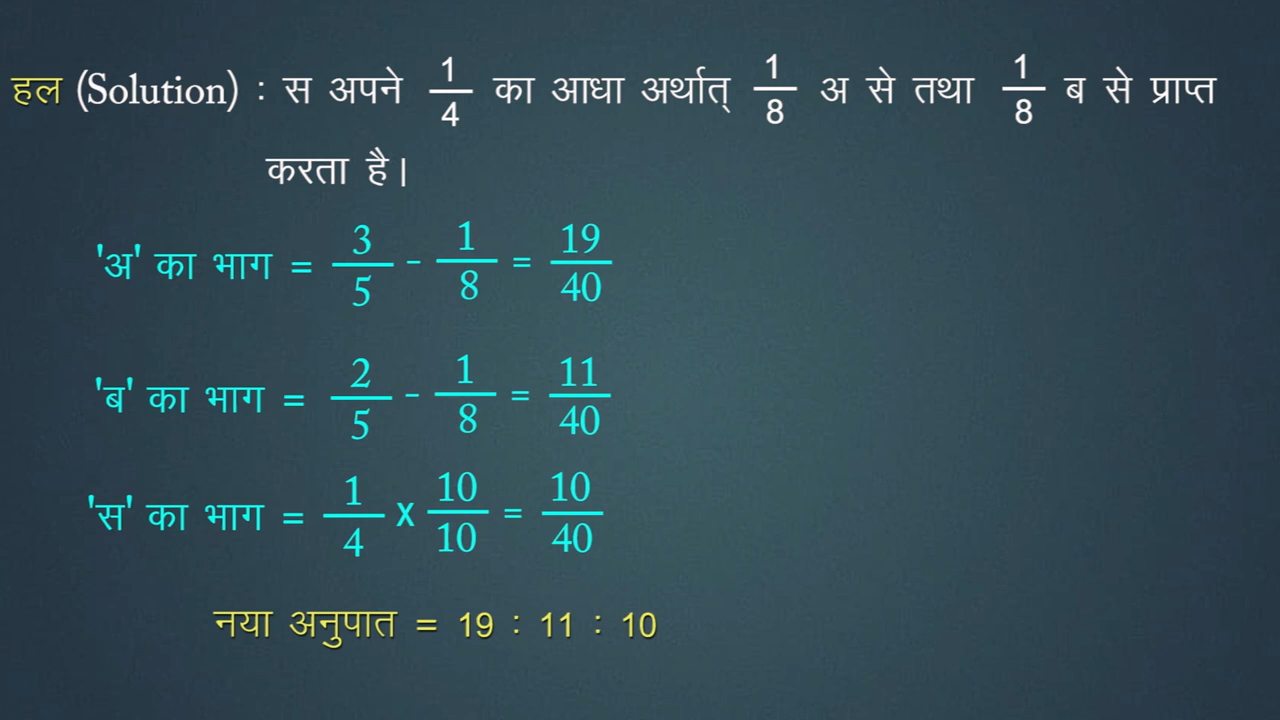 हल (Solution) : स अपने 1/4 का आधा अर्थात् 1/8 अ से तथा 1/8 ब से प्राप्त
करता है।
'अ' का भाग = 3/5 - 1/8 = 19/40
'ब' का भाग = 2/5 - 1/8 = 11/40
'स' का भाग = 1/4 x 10/10 = 10/40
नया अनुपात = 19 : 11 : 10